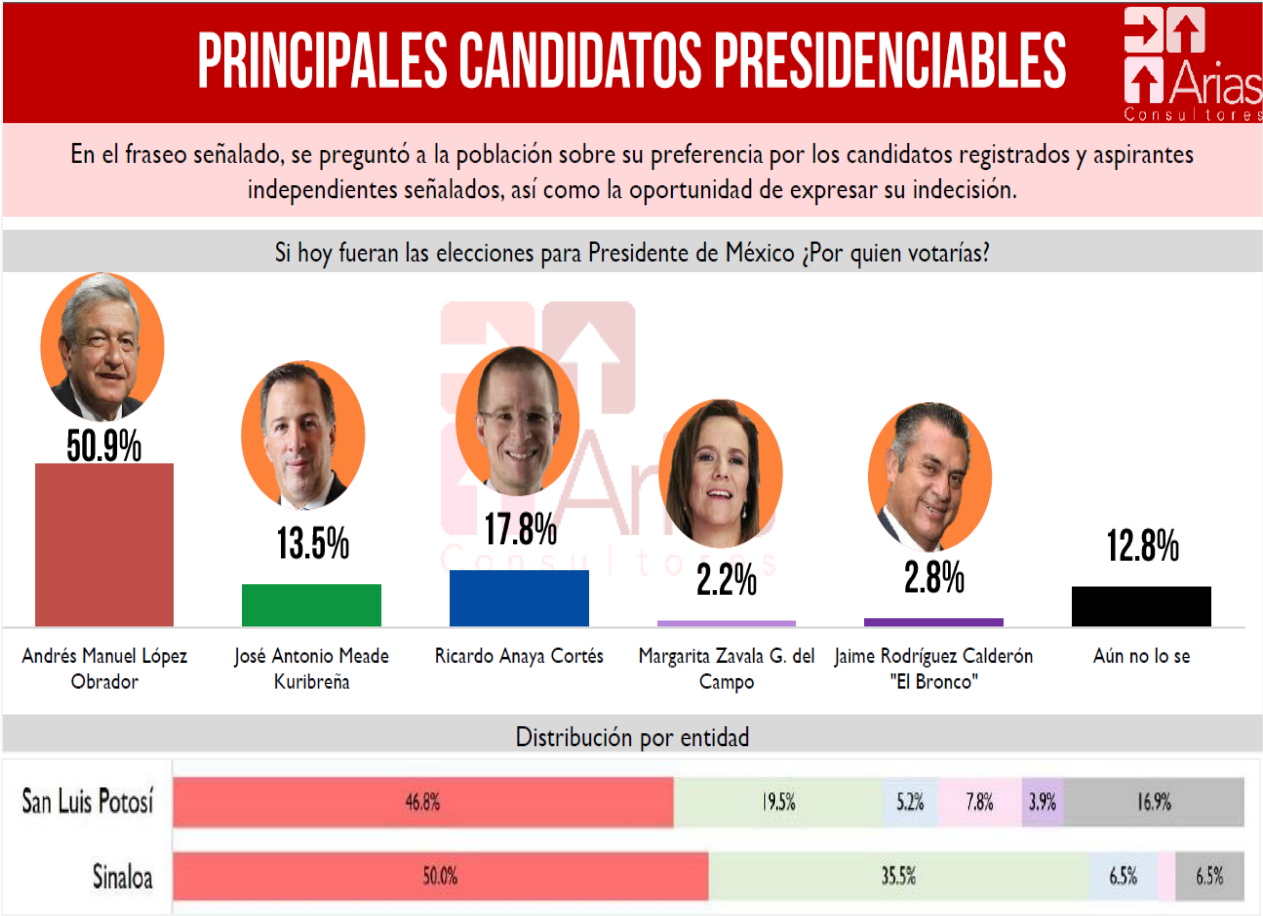 PRINCIPALES CANDIDATOS PRESIDENCIABLES
Arias
Consultores
En el fraseo señalado, se preguntó a la población sobre su preferencia por los candidatos registrados y aspirantes
independientes señalados, así como la oportunidad de expresar su indecisión.
Si hoy fueran las elecciones para Presidente de México ¿Por quien votarías?
50.9%
13.5%
17.8%
2.2%
2.8%
12.8%
Arias
Consultores
Andrés Manuel López
Obrador
José Antonio Meade
Kuribreña
Ricardo Anaya Cortés
Margarita Zavala G. del
Campo
Jaime Rodríguez Calderón
"El Bronco"
Aún no lo se
Distribución por entidad
San Luis Potosí 46.8% 19.5% 5.2% 7.8% 3.9% 16.9%
Sinaloa 50.0% 35.5% 6.5% 6.5%